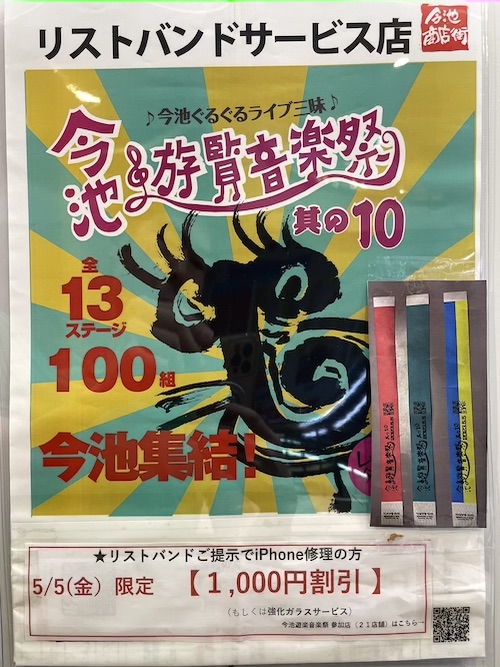 リストバンドサービス店
今池
商店街
♪今池ぐるぐるライブ三昧♪
今池遊覧音楽祭
其の10
全
13
ステージ
100組
今池集結!
★リストバンドご提示でiPhone修理の方
5/5(金) 限定 【1,000円割引】
(もしくは強化ガラスサービス)
今池遊楽音楽祭 参加店(21店舗)はこちら→